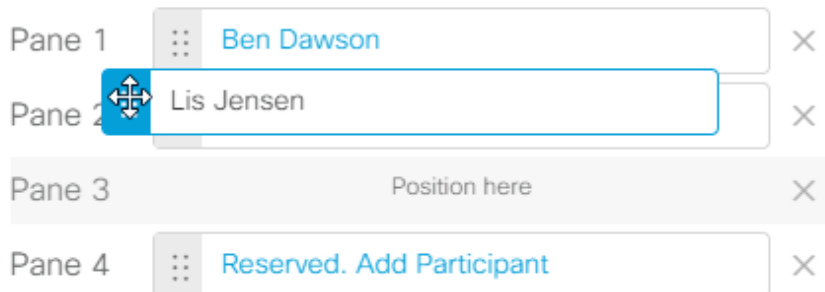 Pane 1 Ben Dawson
Lis Jensen
Pane 2
Pane 3 Position here
Pane 4 Reserved. Add Participant